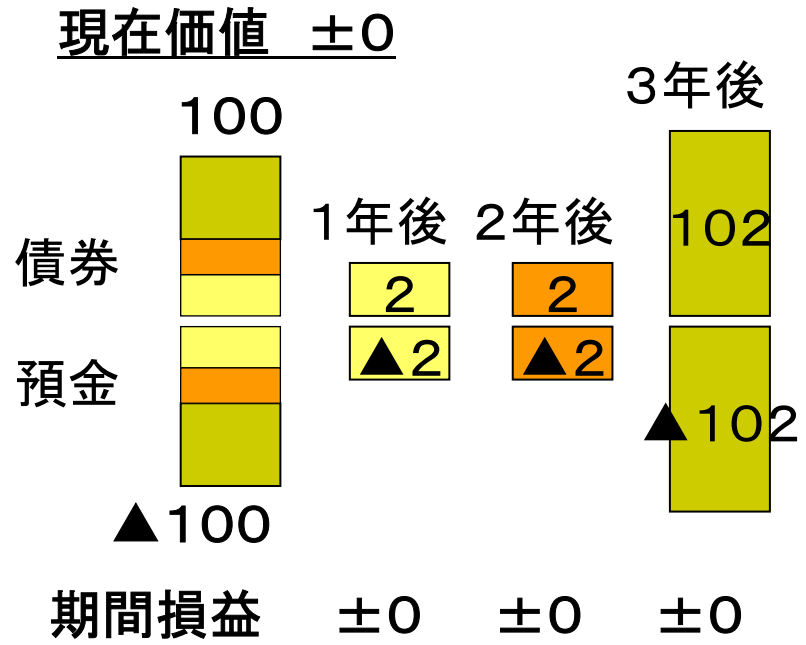 現在価値　±０
３年後
１００
１年後
２年後
債券
２
２
１０２
預金
▲２
▲２
▲１０２
▲１００
期間損益　±０　±０　±０